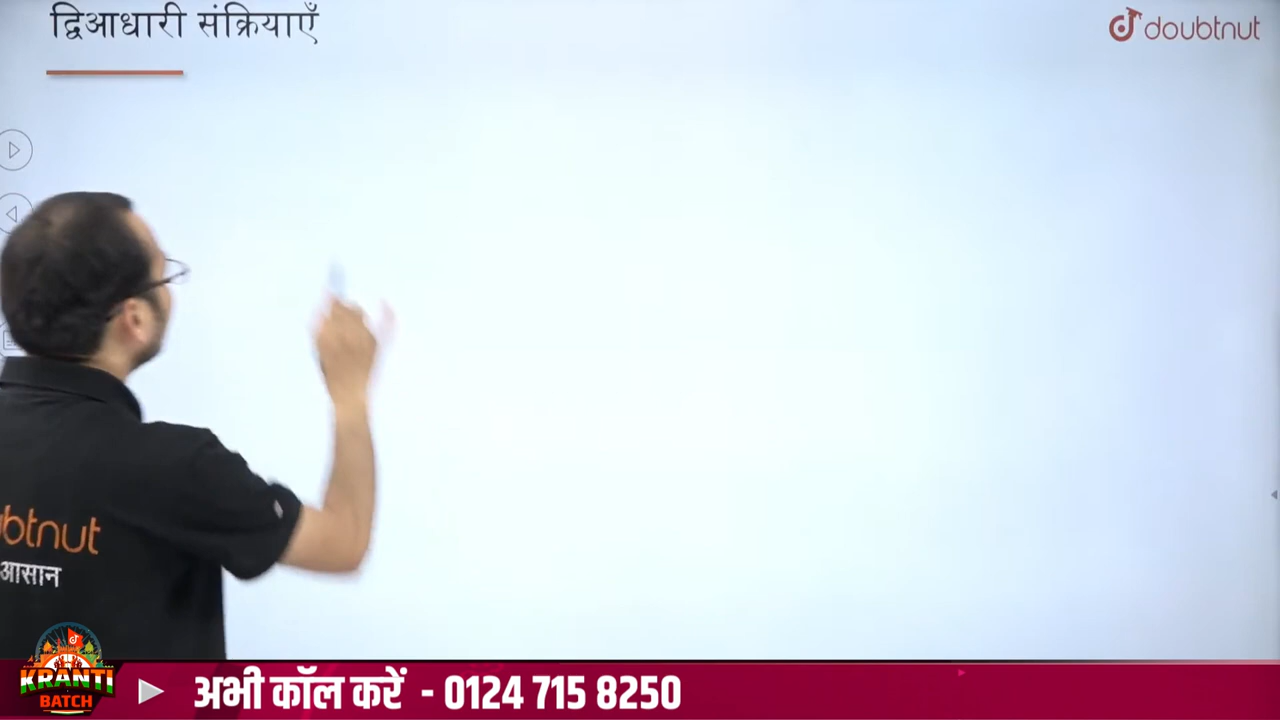 द्विआधारी संक्रियाएँ
doubtnut
btnut
आसान
KRANTI
BATCH
अभी कॉल करें - 0124 715 8250